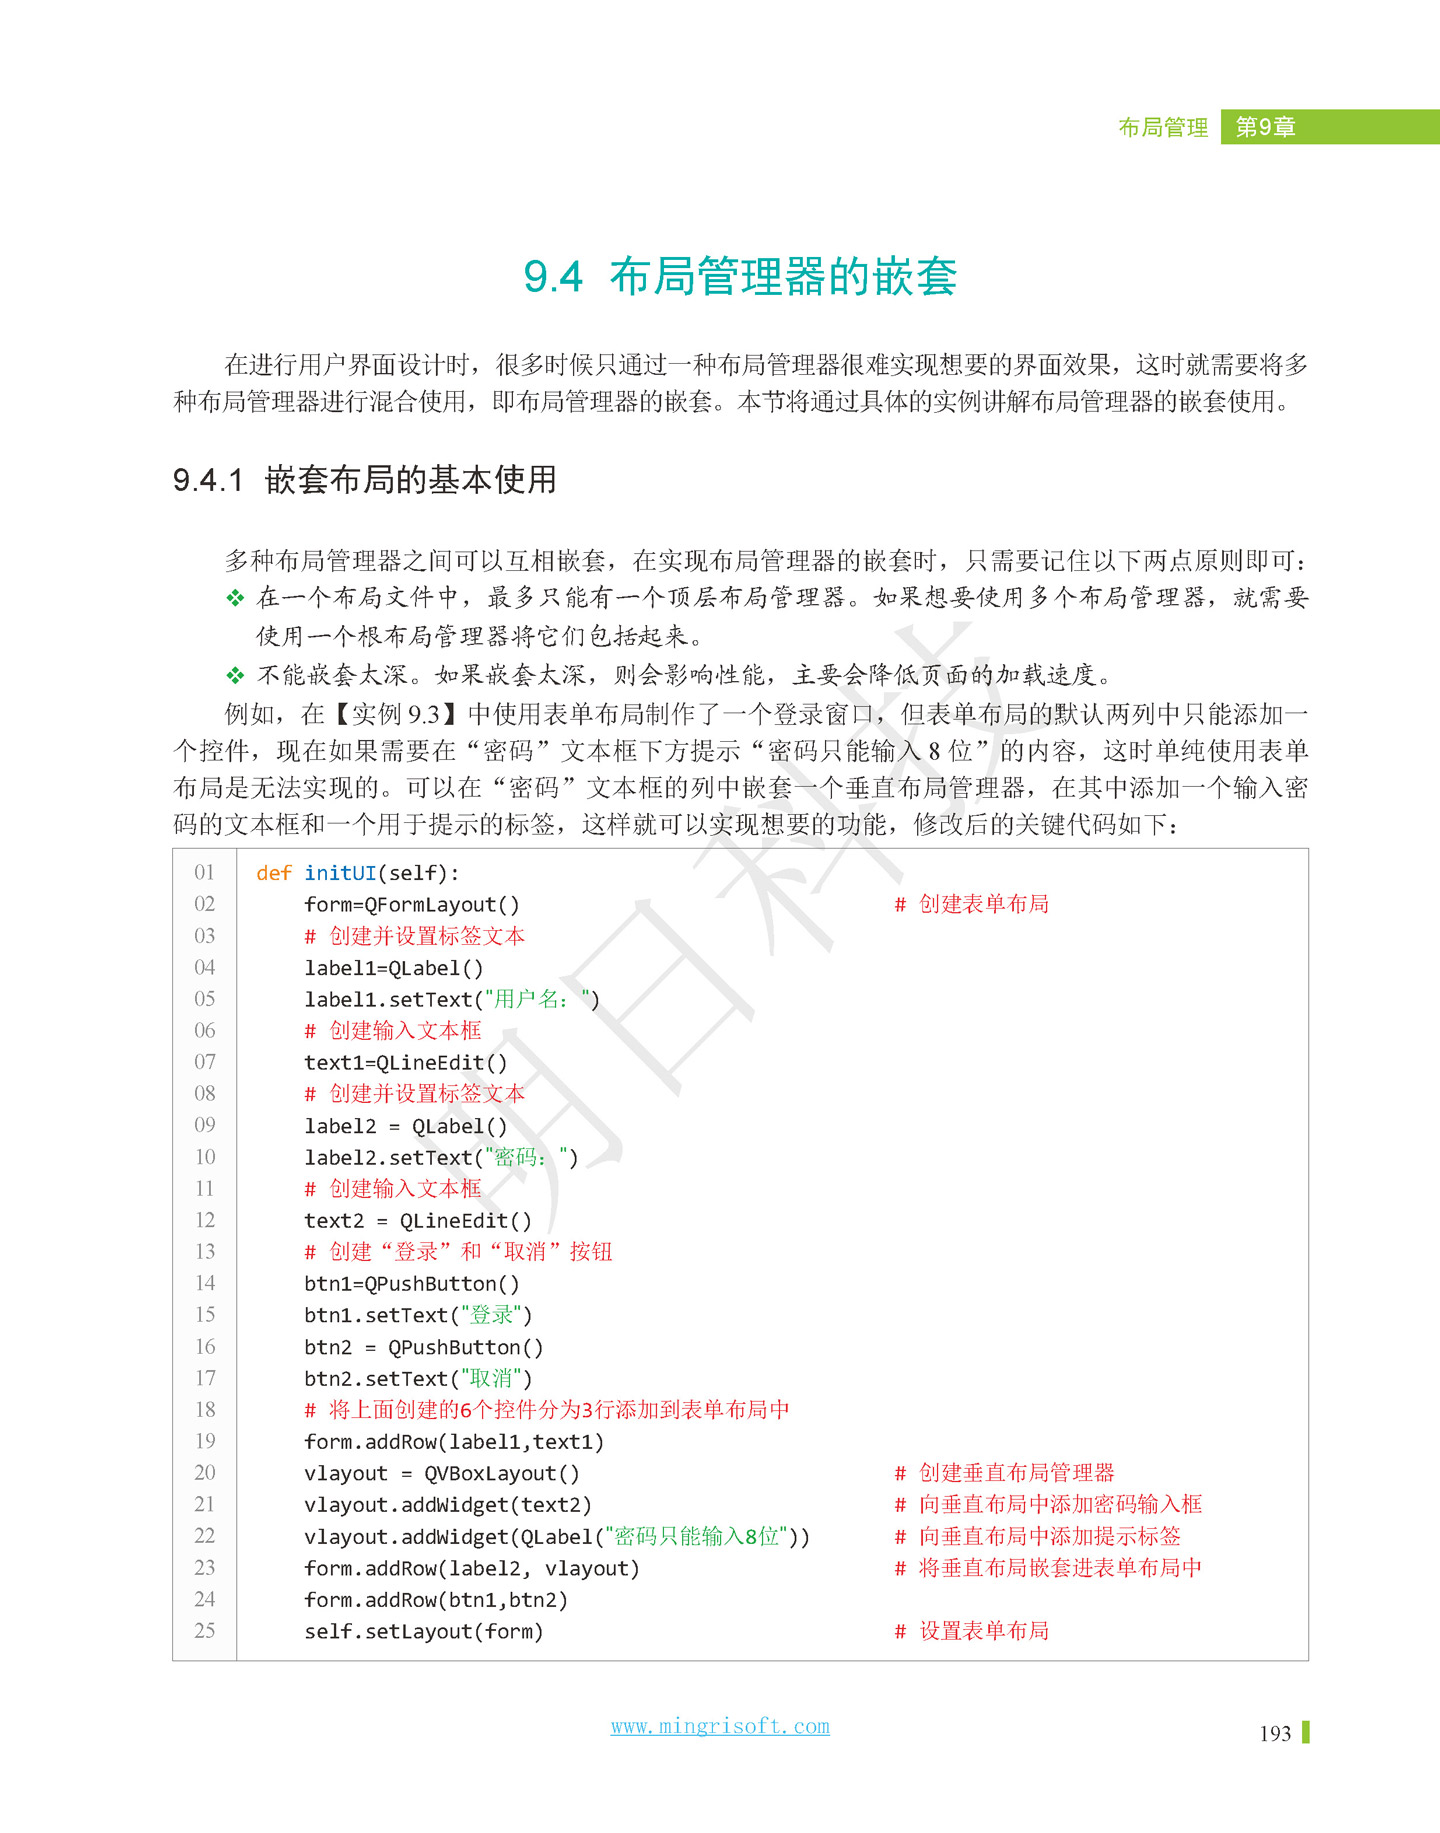 布局管理 第9章
9.4 布局管理器的嵌套
在进行用户界面设计时，很多时候只通过一种布局管理器很难实现想要的界面效果，这时就需要将多
种布局管理器进行混合使用，即布局管理器的嵌套。本节将通过具体的实例讲解布局管理器的嵌套使用。
9.4.1 嵌套布局的基本使用
多种布局管理器之间可以互相嵌套，在实现布局管理器的嵌套时，只需要记住以下两点原则即可：
❖ 在一个布局文件中，最多只能有一个顶层布局管理器。如果想要使用多个布局管理器，就需要
使用一个根布局管理器将它们包括起来。
❖ 不能嵌套太深。如果嵌套太深，则会影响性能，主要会降低页面的加载速度。
例如，在【实例 9.3】中使用表单布局制作了一个登录窗口，但表单布局的默认两列中只能添加一
个控件，现在如果需要在“密码”文本框下方提示“密码只能输入 8 位”的内容，这时单纯使用表单
布局是无法实现的。可以在“密码”文本框的列中嵌套一个垂直布局管理器，在其中添加一个输入密
码的文本框和一个用于提示的标签，这样就可以实现想要的功能，修改后的关键代码如下：
01 def initUI(self):
02 form=QFormLayout() # 创建表单布局
03 # 创建并设置标签文本
04 label1=QLabel()
05 label1.setText("用户名：")
06 # 创建输入文本框
07 text1=QLineEdit()
08 # 创建并设置标签文本
09 label2 = QLabel()
10 label2.setText("密码：")
11 # 创建输入文本框
12 text2 = QLineEdit()
13 # 创建“登录”和“取消”按钮
14 btn1=QPushButton()
15 btn1.setText("登录")
16 btn2 = QPushButton()
17 btn2.setText("取消")
18 # 将上面创建的6个控件分为3行添加到表单布局中
19 form.addRow(label1,text1)
20 vlayout = QVBoxLayout() # 创建垂直布局管理器
21 vlayout.addWidget(text2) # 向垂直布局中添加密码输入框
22 vlayout.addWidget(QLabel("密码只能输入8位")) # 向垂直布局中添加提示标签
23 form.addRow(label2, vlayout) # 将垂直布局嵌套进表单布局中
24 form.addRow(btn1,btn2)
25 self.setLayout(form) # 设置表单布局
明日科技
www.mingrisoft.com
193